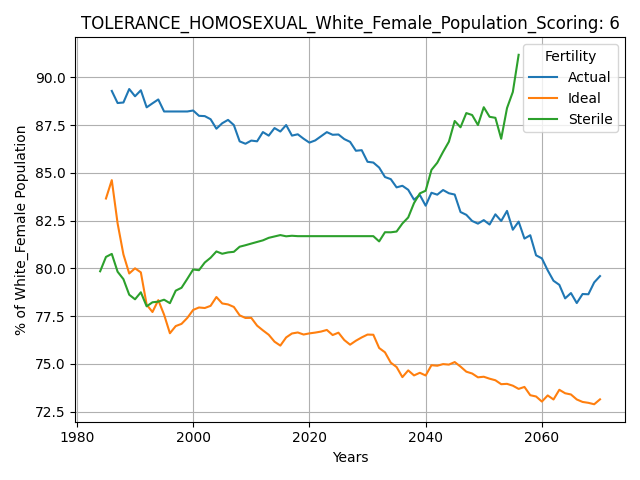 TOLERANCE_HOMOSEXUAL_White_Female_Population_Scoring: 6
Fertility
Actual
Ideal
Sterile
% of White_Female Population
90.0
87.5
85.0
82.5
80.0
77.5
75.0
72.5
1980
2000
2020
2040
2060
Years